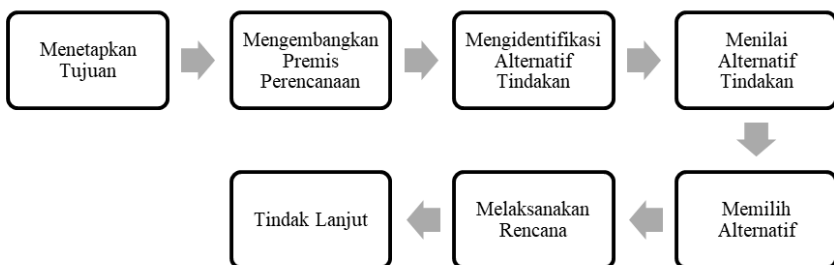 Menetapkan
Tujuan
Mengembangkan
Premis
Perencanaan
Mengidentifikasi
Alternatif
Tindakan
Menilai
Alternatif
Tindakan
Memilih
Alternatif
Melaksanakan
Rencana
Tindak Lanjut